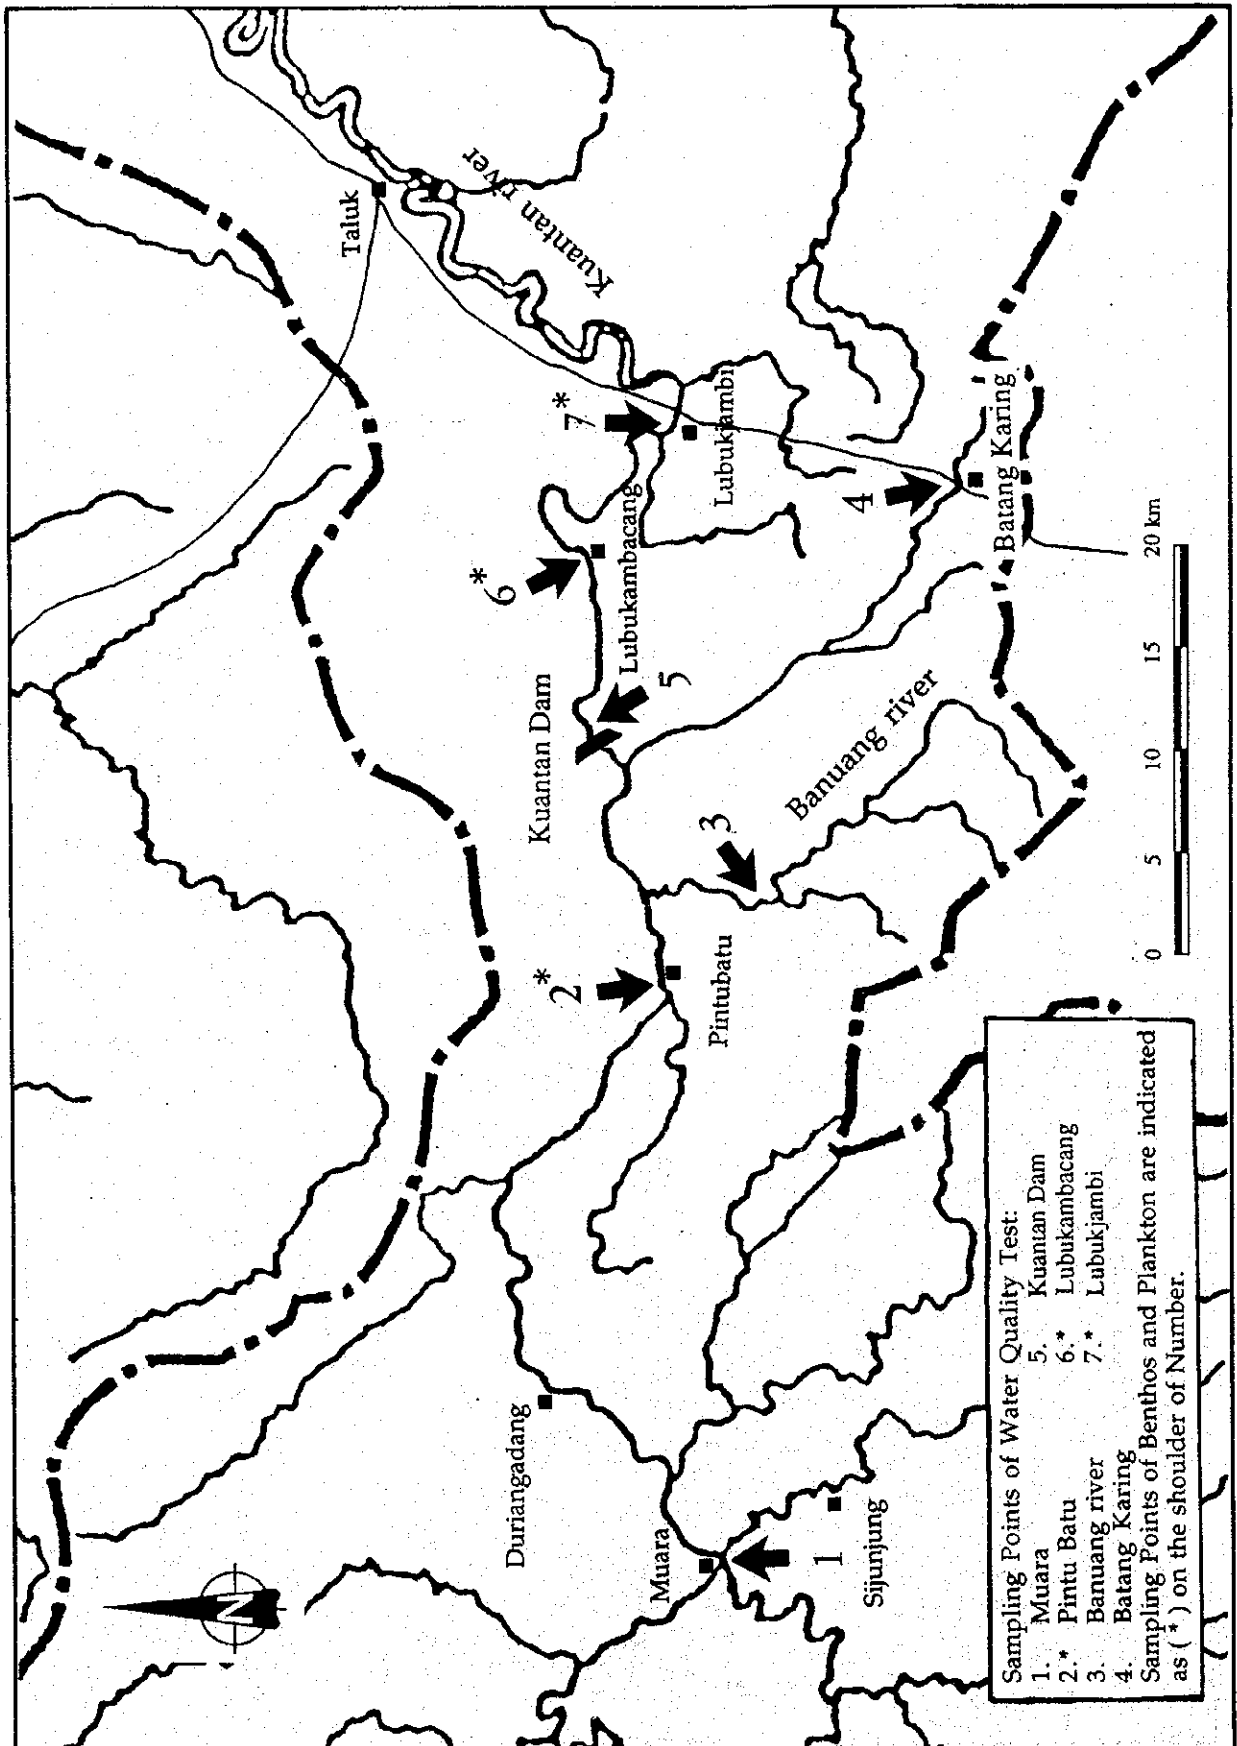 Taluk
Kuantan river
7*
Lubukjambi
6*
Lubukambacang
4
Batang Karing
Kuantan Dam
5
Banuang river
3
2*
Pintubatu
Duriangadang
Muara
1
Sijunjung
N
0 5 10 15 20 km
Sampling Points of Water Quality Test:
1. Muara 5. Kuantan Dam
2.* Pintu Batu 6.* Lubukambacang
3. Banuang river 7.* Lubukjambi
4. Batang Karing
Sampling Points of Benthos and Plankton are indicated
as ( * ) on the shoulder of Number.